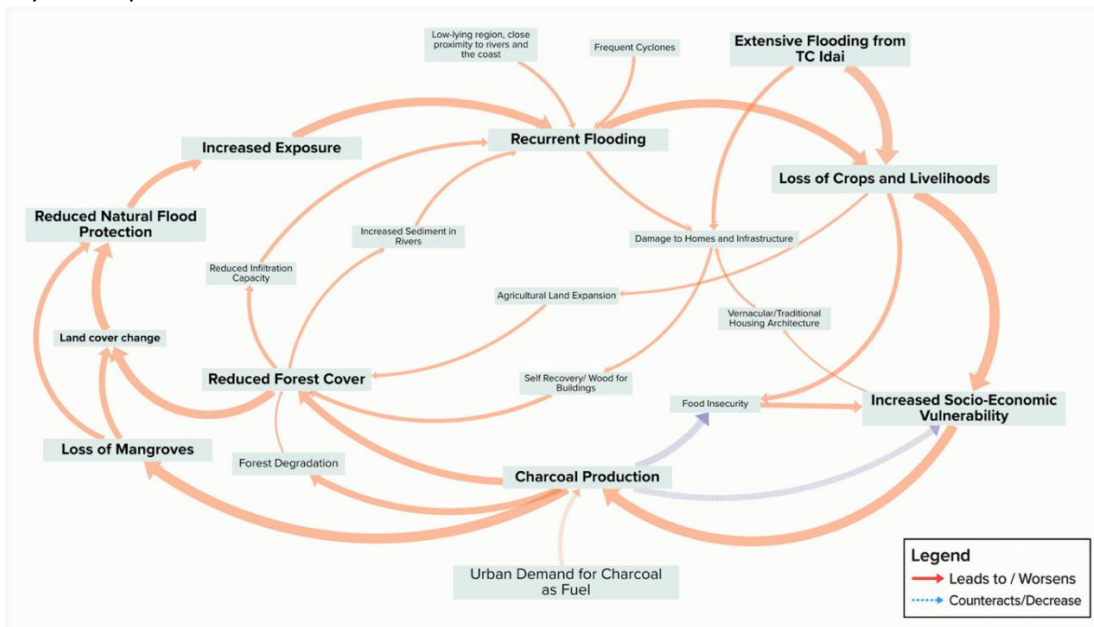 Low-lying region, close
proximity to rivers and
the coast
Frequent Cyclones
Extensive Flooding from
TC Idai
Increased Exposure
Recurrent Flooding
Loss of Crops and Livelihoods
Reduced Natural Flood
Protection
Increased Sediment in
Rivers
Damage to Homes and Infrastructure
Reduced Infiltration
Capacity
Agricultural Land Expansion
Vernacular/Traditional
Housing Architecture
Land cover change
Reduced Forest Cover
Self Recovery/ Wood for
Buildings
Food Insecurity
Increased Socio-Economic
Vulnerability
Loss of Mangroves
Forest Degradation
Charcoal Production
Urban Demand for Charcoal
as Fuel
Legend
Leads to / Worsens
Counteracts/Decrease